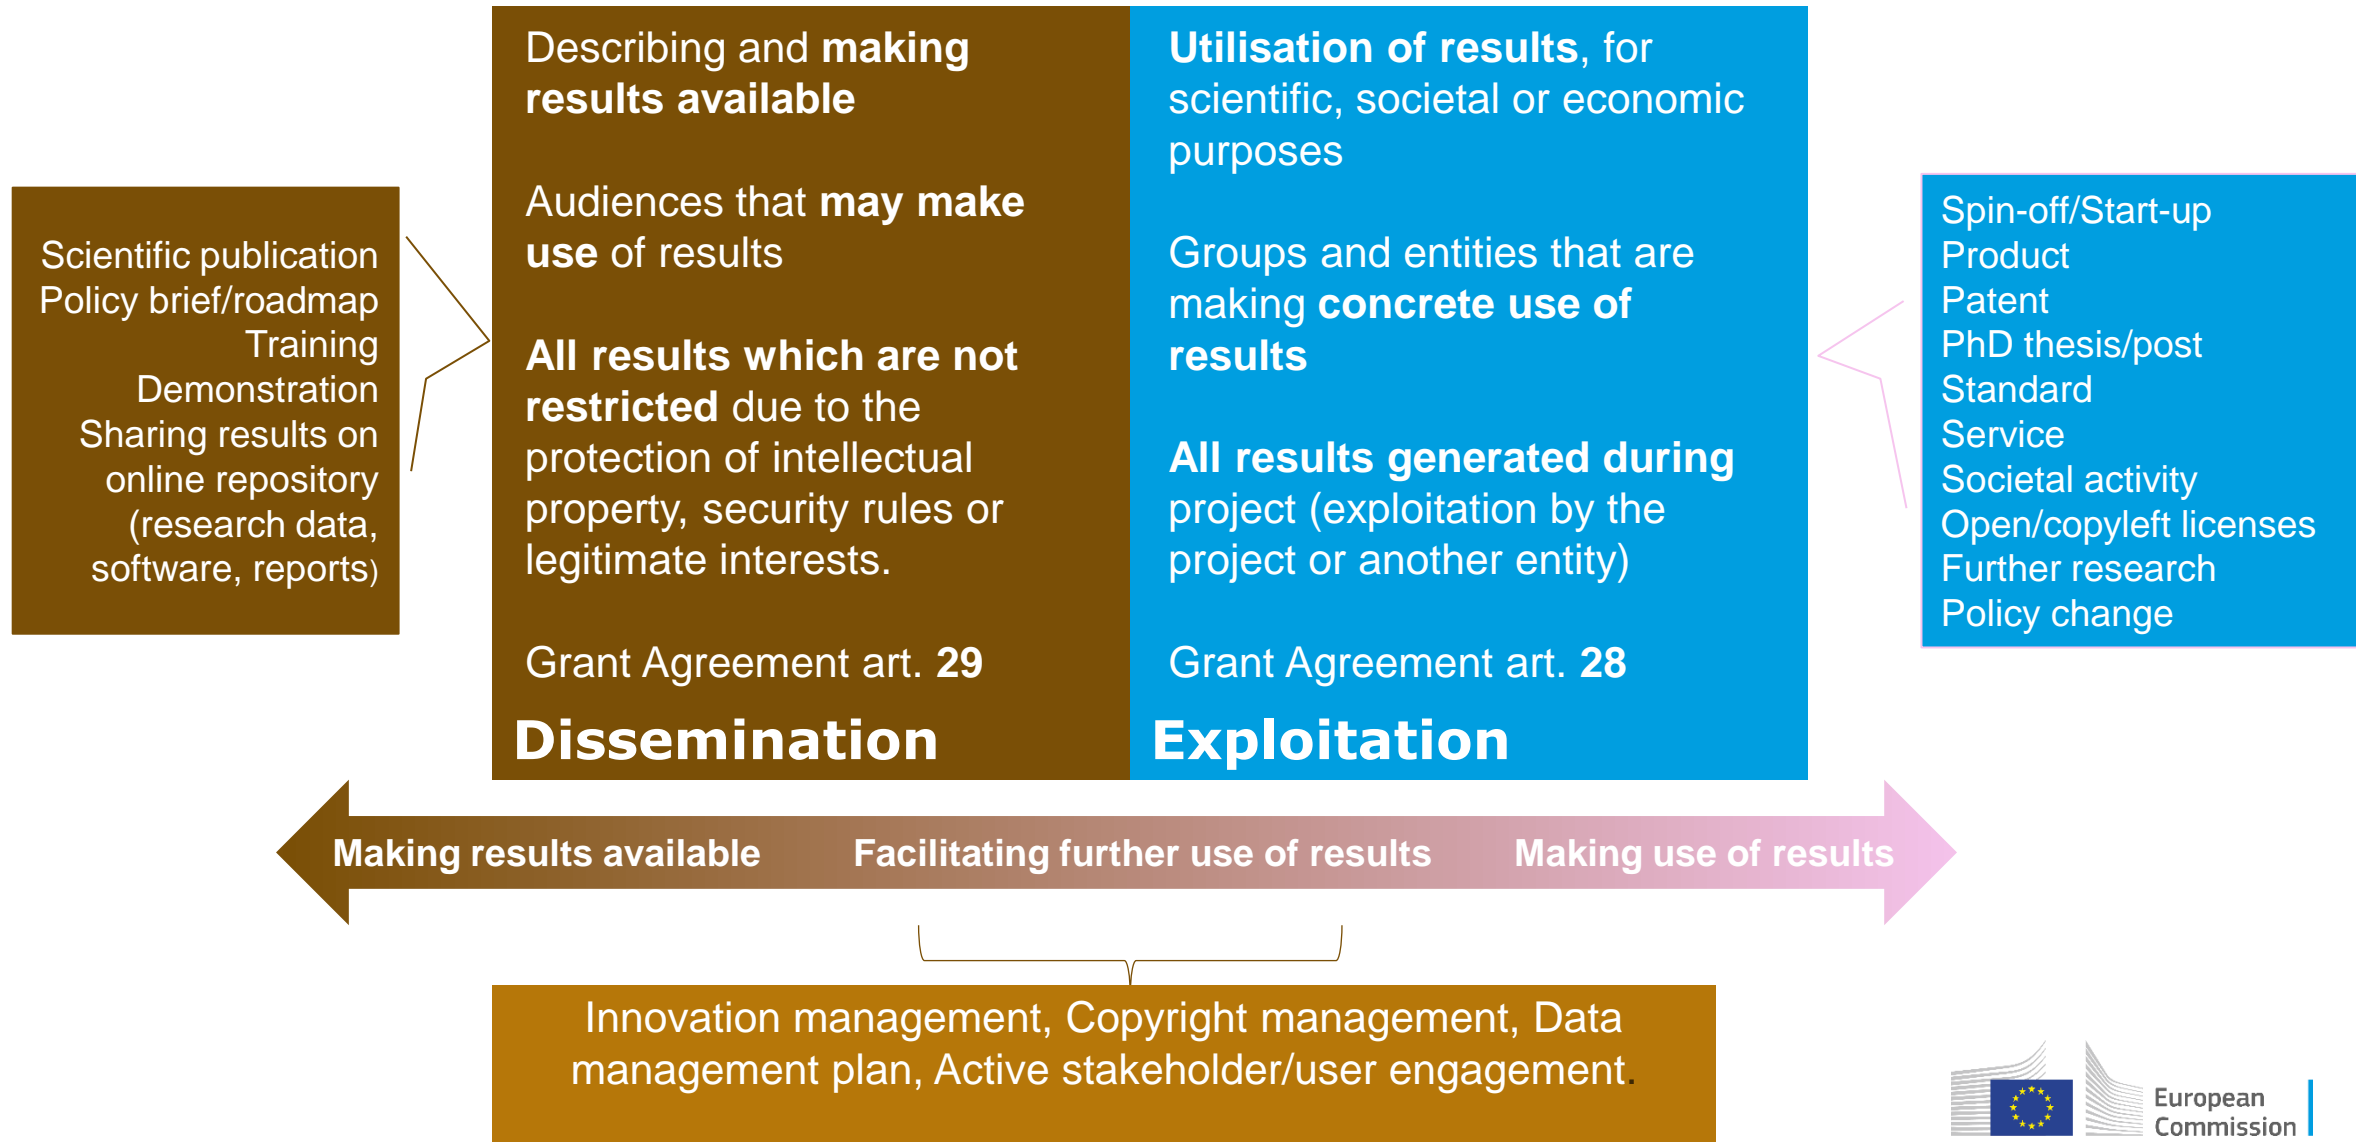 Scientific publication
Policy brief/roadmap
Training
Demonstration
Sharing results on
online repository
(research data,
software, reports)
Describing and making
results available
Audiences that may make
use of results
All results which are not
restricted due to the
protection of intellectual
property, security rules or
legitimate interests.
Grant Agreement art. 29
Dissemination
Utilisation of results, for
scientific, societal or economic
purposes
Groups and entities that are
making concrete use of
results
All results generated during
project (exploitation by the
project or another entity)
Grant Agreement art. 28
Exploitation
Spin-off/Start-up
Product
Patent
PhD thesis/post
Standard
Service
Societal activity
Open/copyleft licenses
Further research
Policy change
Making results available Facilitating further use of results Making use of results
Innovation management, Copyright management, Data
management plan, Active stakeholder/user engagement.
European
Commission